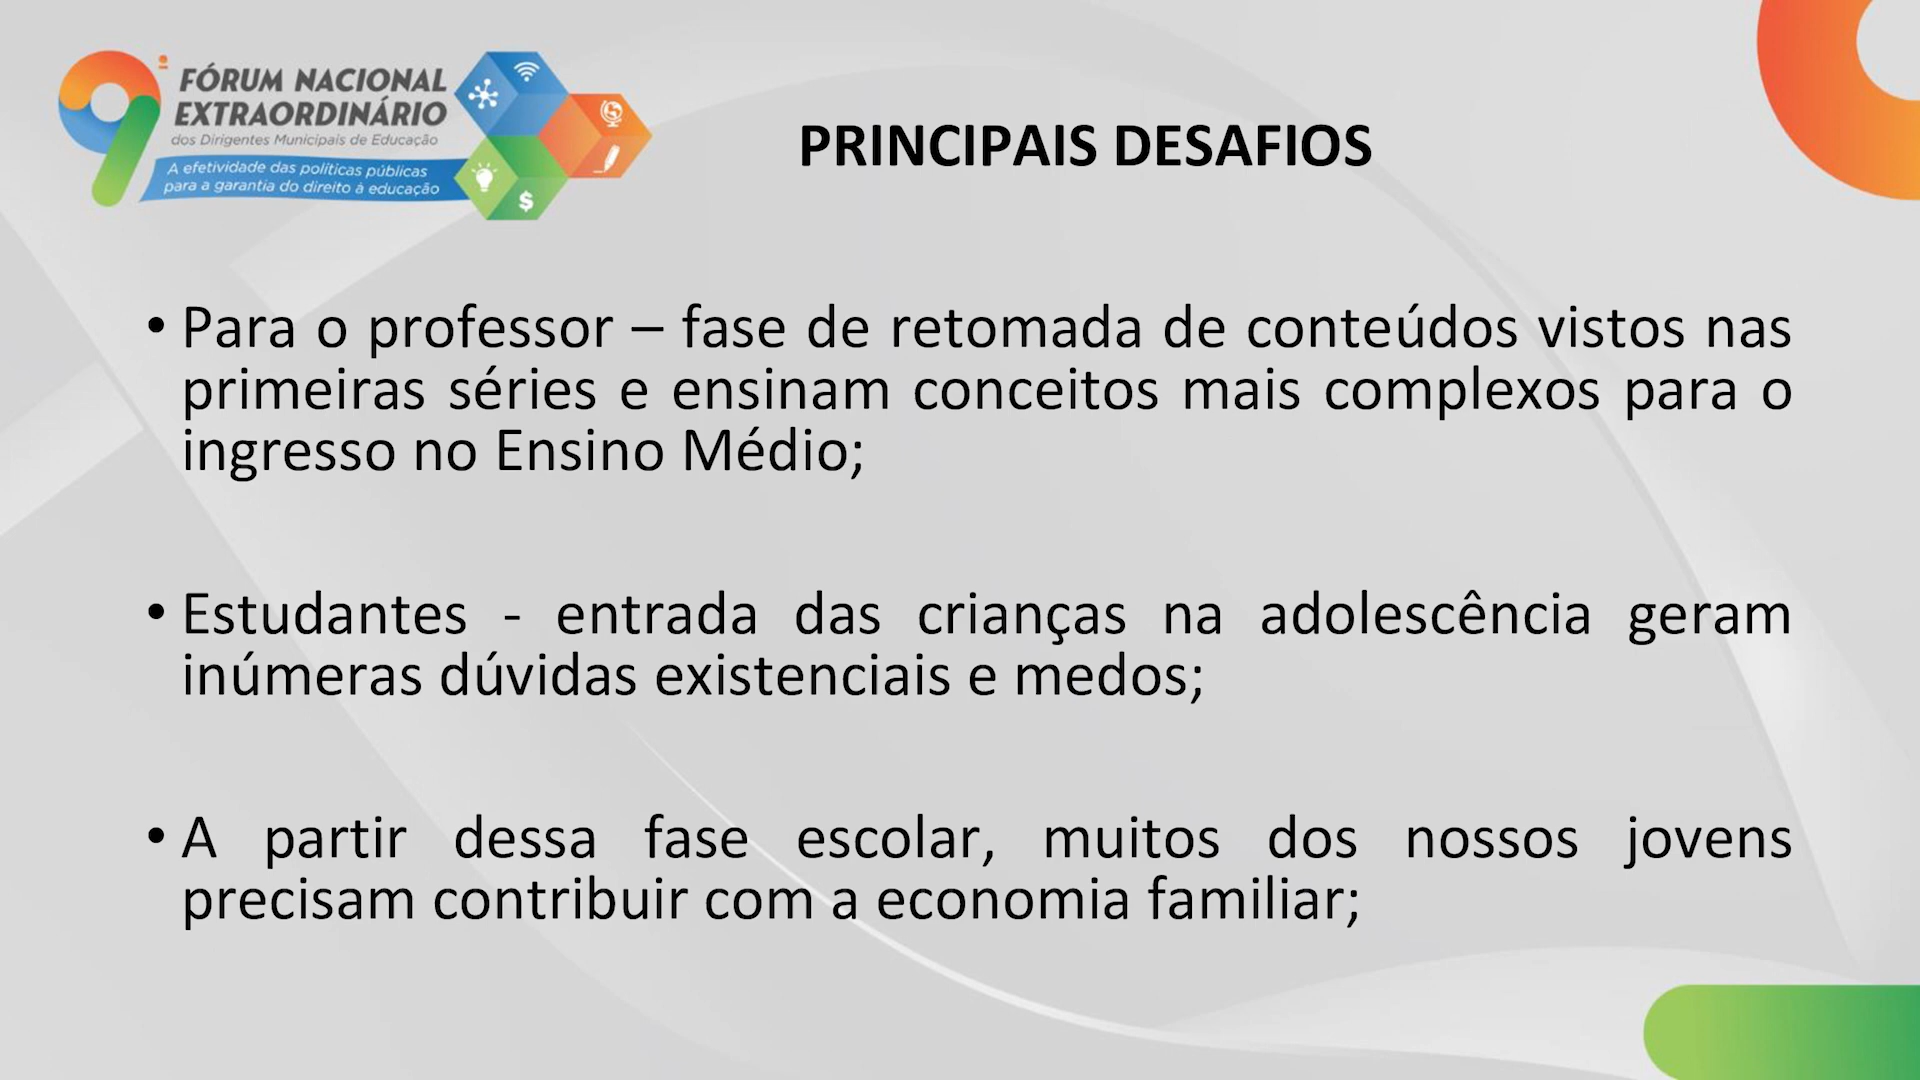 9º FÓRUM NACIONAL
EXTRAORDINÁRIO
dos Dirigentes Municipais de Educação
A efetividade das políticas públicas
para a garantia do direito à educação
$
PRINCIPAIS DESAFIOS
• Para o professor – fase de retomada de conteúdos vistos nas
primeiras séries e ensinam conceitos mais complexos para o
ingresso no Ensino Médio;
• Estudantes - entrada das crianças na adolescência geram
inúmeras dúvidas existenciais e medos;
• A partir dessa fase escolar, muitos dos nossos jovens
precisam contribuir com a economia familiar;